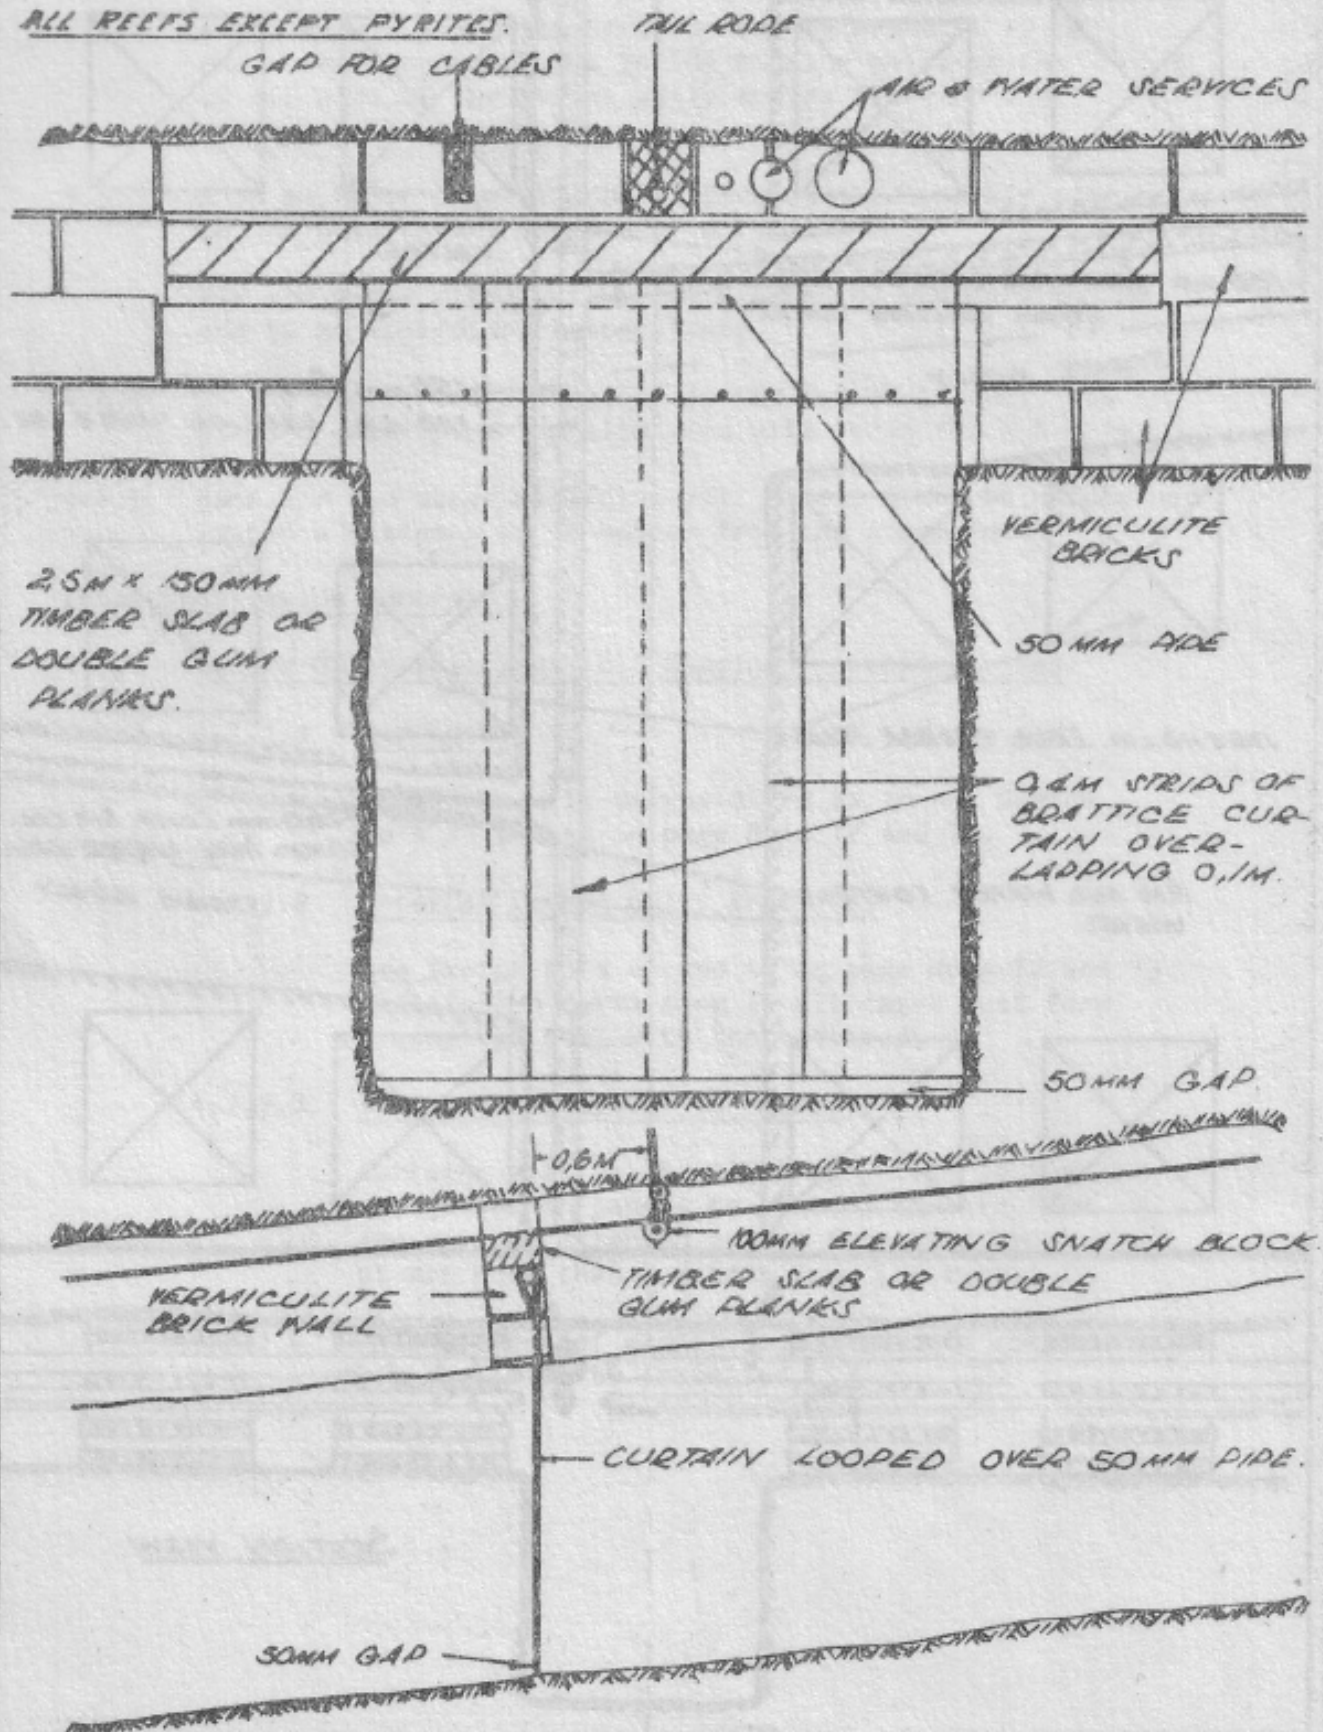 ALL REEFS EXCEPT PYRITES.
TAIL ROPE
GAP FOR CABLES
AIR & WATER SERVICES
VERMICULITE
BRICKS
2,5M x 150MM
TIMBER SLAB OR
DOUBLE GUM
PLANKS.
50MM PIPE
0,4M STRIPS OF
BRATTICE CUR-
TAIN OVER-
LAPPING 0,1M.
50MM GAP
0,6M
100MM ELEVATING SNATCH BLOCK.
TIMBER SLAB OR DOUBLE
GUM PLANKS
VERMICULITE
BRICK WALL
CURTAIN LOOPED OVER 50MM PIPE.
50MM GAP